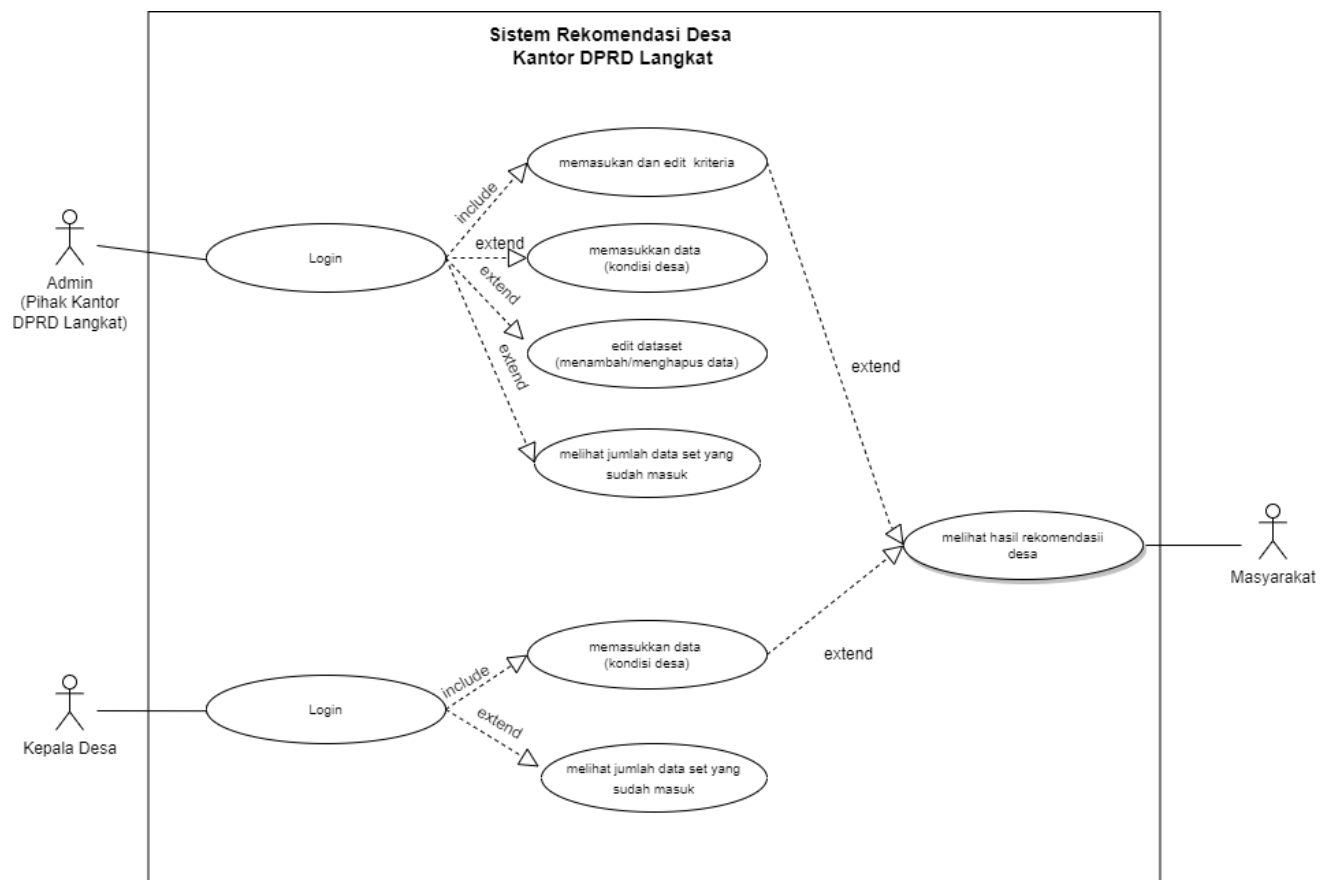 Sistem Rekomendasi Desa
Kantor DPRD Langkat
memasukan dan edit kriteria
include
Admin
(Pihak Kantor
DPRD Langkat)
Login
extend
memasukkan data
(kondisi desa)
extend
edit dataset
(menambah/menghapus data)
extend
extend
melihat jumlah data set yang
sudah masuk
melihat hasil rekomendasii
desa
Masyarakat
memasukkan data
(kondisi desa)
extend
include
Kepala Desa
Login
extend
melihat jumlah data set yang
sudah masuk